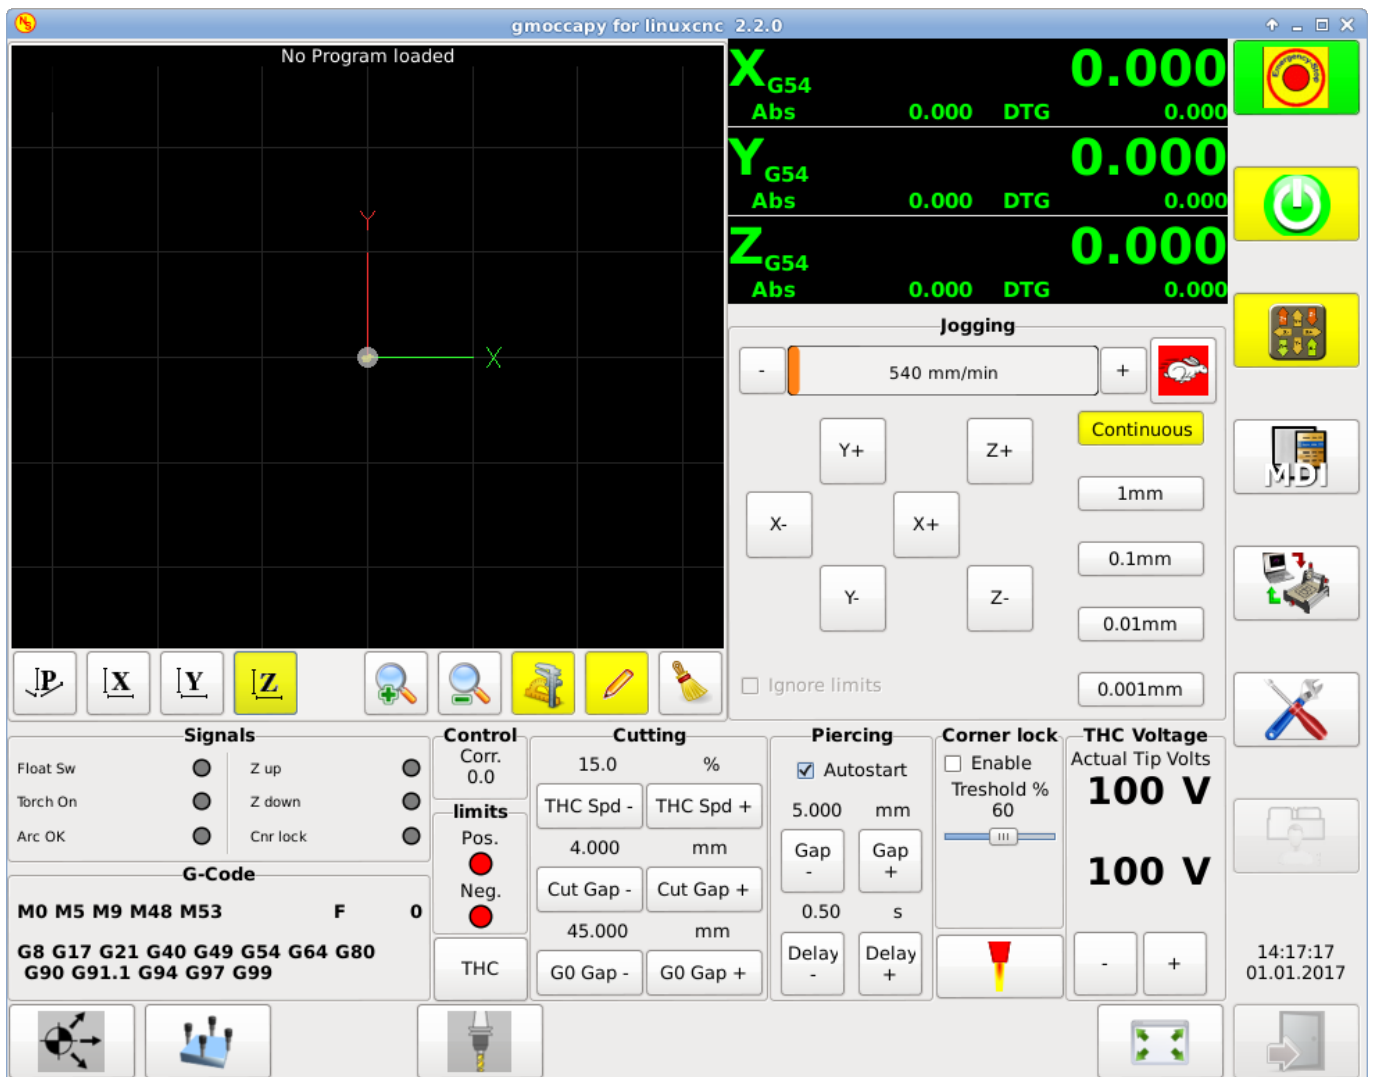 gmoccapy for linuxcnc 2.2.0
No Program loaded
Y
X
X G54 0.000
Abs 0.000 DTG 0.000
Y G54 0.000
Abs 0.000 DTG 0.000
Z G54 0.000
Abs 0.000 DTG 0.000
Emergency-Stop
Jogging
- 540 mm/min +
Continuous
Y+ Z+
1mm
X- X+
0.1mm
Y- Z-
0.01mm
Ignore limits
0.001mm
MDI
P X Y Z
Signals
Float Sw Z up
Torch On Z down
Arc OK Cnr lock
G-Code
M0 M5 M9 M48 M53 F 0
G8 G17 G21 G40 G49 G54 G64 G80
G90 G91.1 G94 G97 G99
Control
Corr.
0.0
limits
Pos.
Neg.
THC
Cutting
15.0 %
THC Spd - THC Spd +
4.000 mm
Cut Gap - Cut Gap +
45.000 mm
G0 Gap - G0 Gap +
Piercing
Autostart
5.000 mm
Gap - Gap +
0.50 s
Delay - Delay +
Corner lock
Enable
Treshold %
60
THC Voltage
Actual Tip Volts
100 V
100 V
- +
14:17:17
01.01.2017